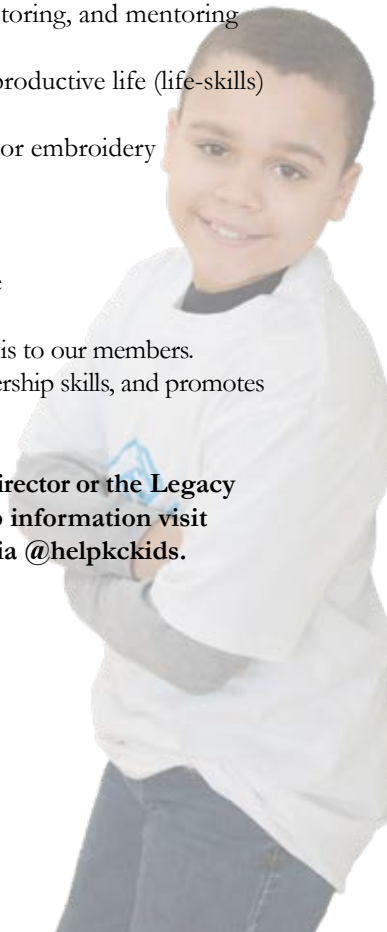 toring, and mentoring
productive life (life-skills)
or embroidery
is to our members.
ership skills, and promotes
irector or the Legacy
information visit
ia @helpkckids.